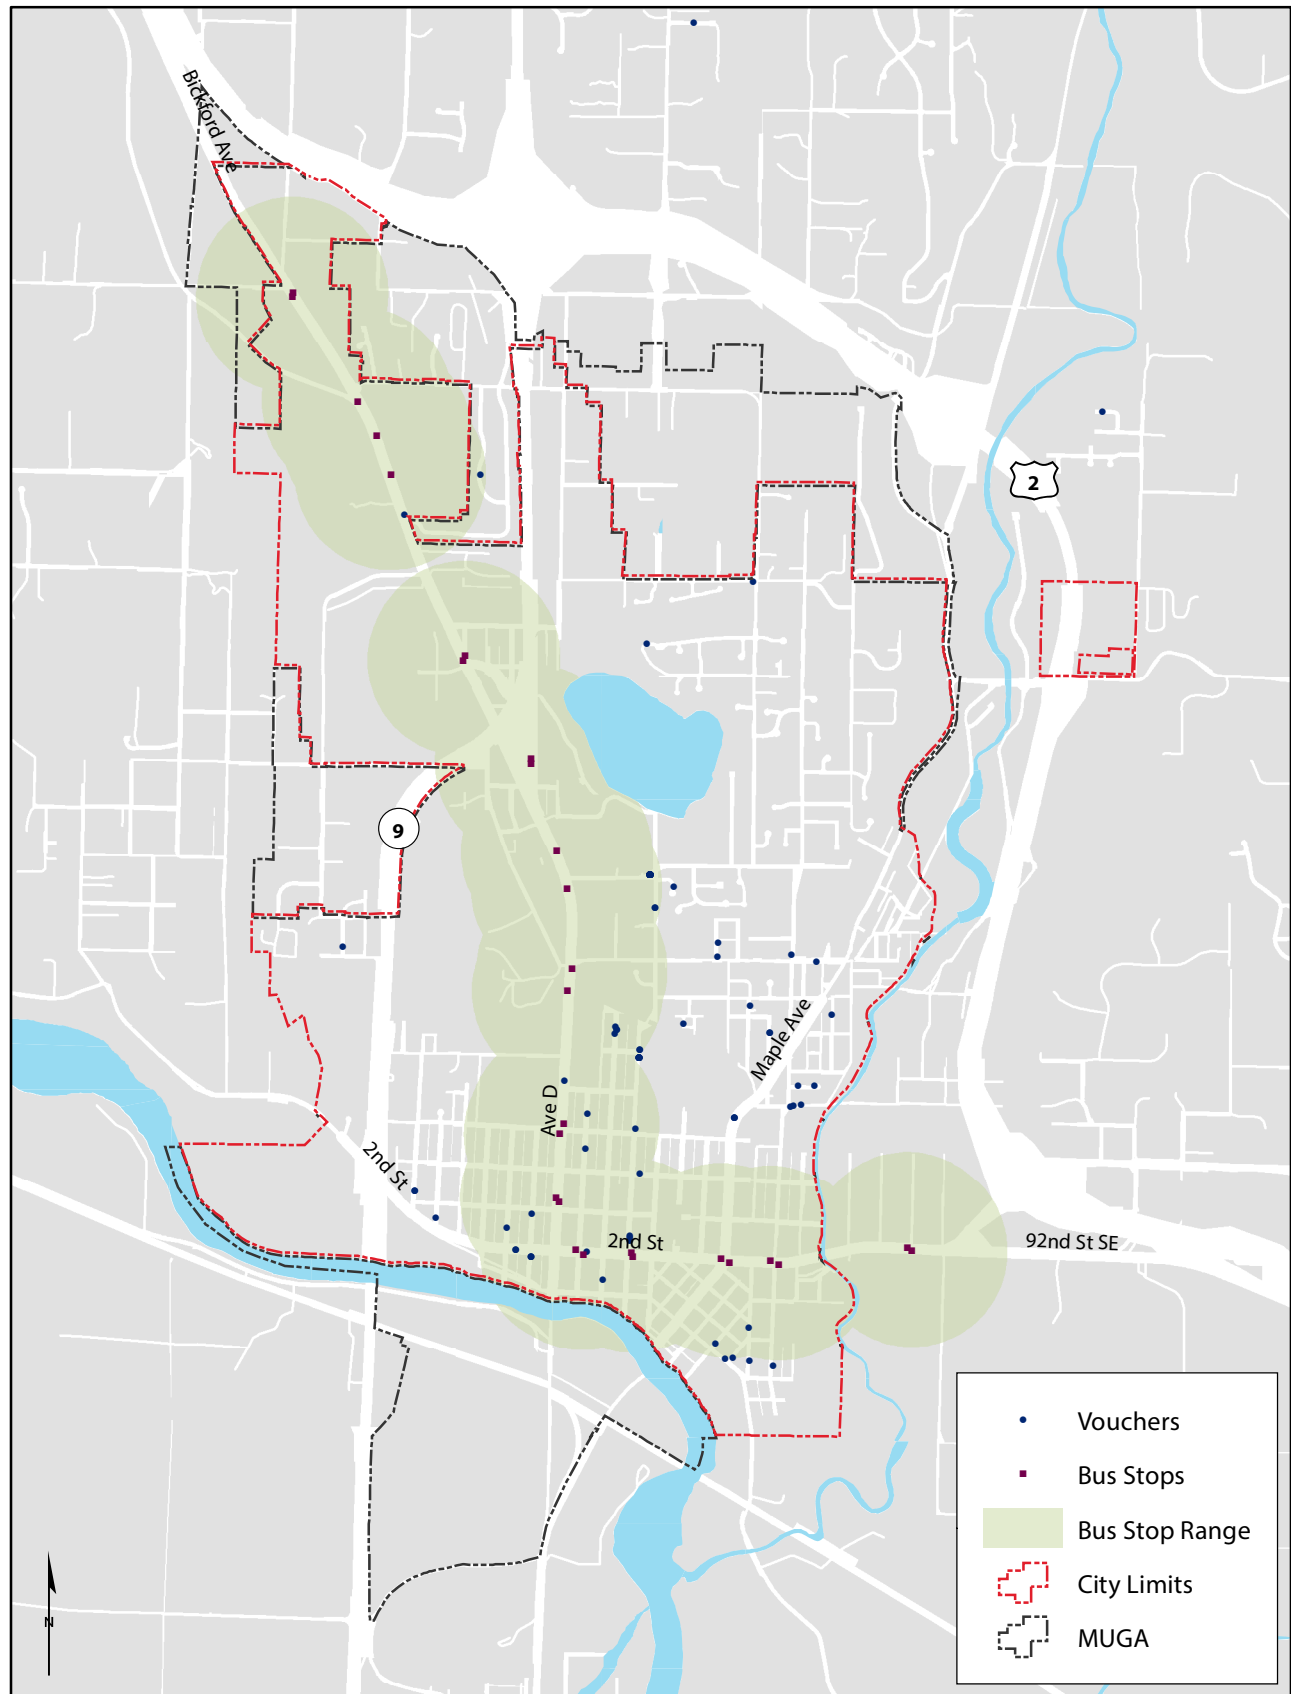 Bickford Ave
2
9
Maple Ave
Ave D
2nd St
2nd St
92nd St SE
Vouchers
Bus Stops
Bus Stop Range
City Limits
MUGA
N